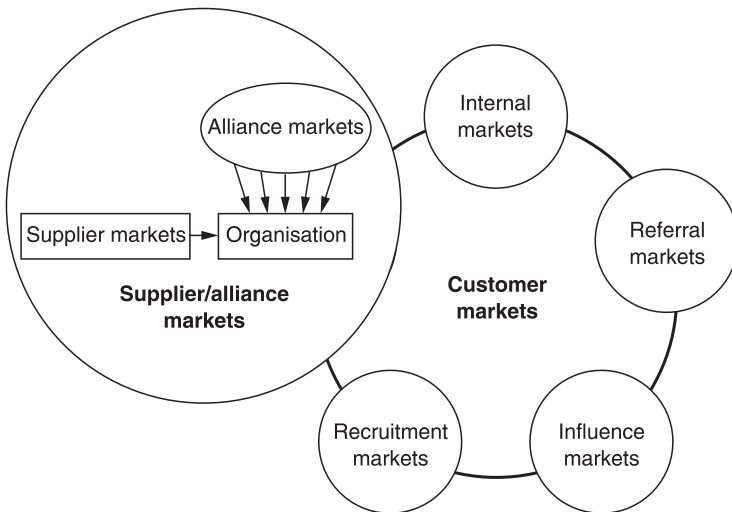 Internal
markets
Alliance markets
Supplier markets
Organisation
Referral
markets
Supplier/alliance
markets
Customer
markets
Recruitment
markets
Influence
markets